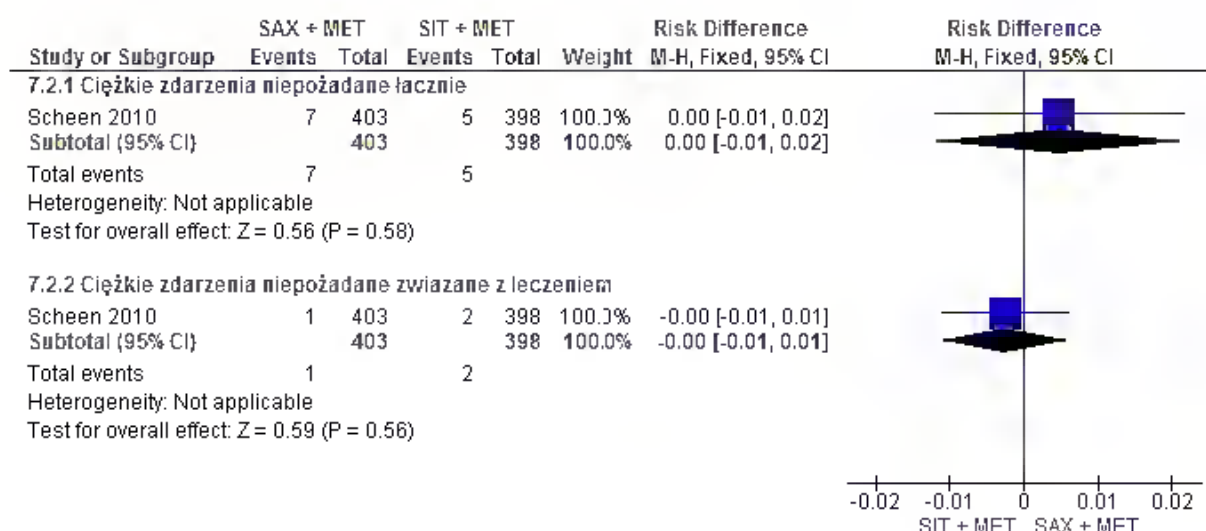 SAX + MET SIT + MET Risk Difference Risk Difference
Study or Subgroup Events Total Events Total Weight M-H, Fixed, 95% CI M-H, Fixed, 95% CI
7.2.1 Ciężkie zdarzenia niepożadane łacznie
Scheen 2010 7 403 5 398 100.0% 0.00 [-0.01, 0.02]
Subtotal (95% CI) 403 398 100.0% 0.00 [-0.01, 0.02]
Total events 7 5
Heterogeneity: Not applicable
Test for overall effect: Z = 0.56 (P = 0.58)
7.2.2 Ciężkie zdarzenia niepożadane zwiazane z leczeniem
Scheen 2010 1 403 2 398 100.0% -0.00 [-0.01, 0.01]
Subtotal (95% CI) 403 398 100.0% -0.00 [-0.01, 0.01]
Total events 1 2
Heterogeneity: Not applicable
Test for overall effect: Z = 0.59 (P = 0.56)
-0.02 -0.01 0 0.01 0.02
SIT + MET SAX + MET